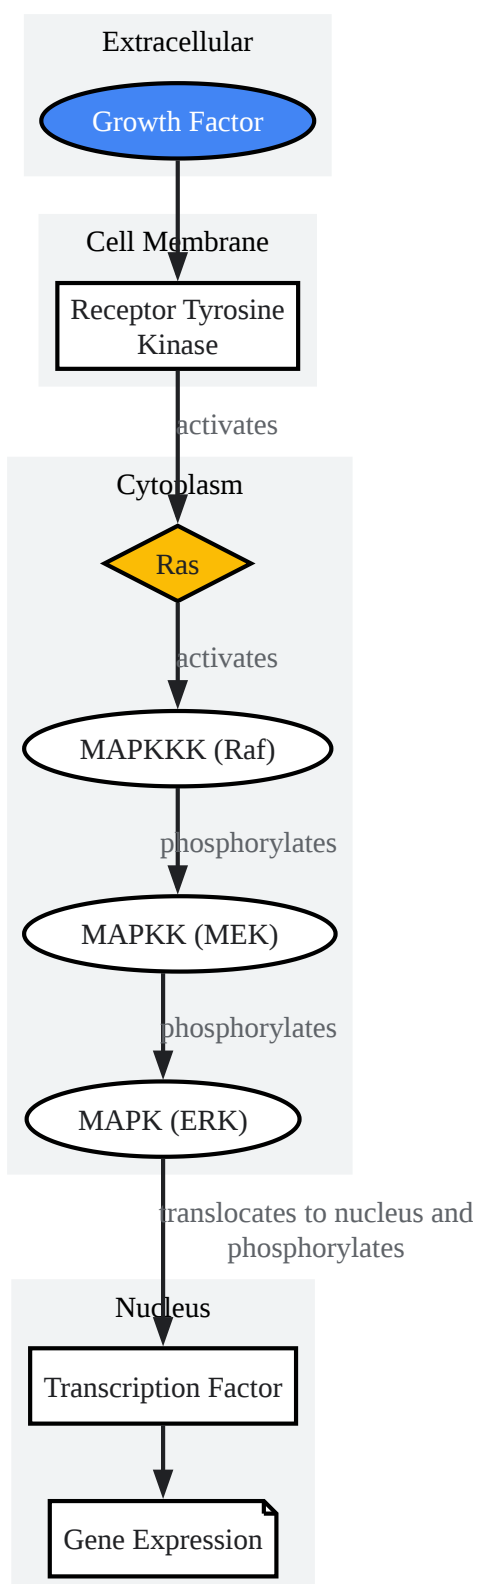 Extracellular
Growth Factor
Cell Membrane
Receptor Tyrosine
Kinase
activates
Cytoplasm
Ras
activates
MAPKKK (Raf)
phosphorylates
MAPKK (MEK)
phosphorylates
MAPK (ERK)
translocates to nucleus and
phosphorylates
Nucleus
Transcription Factor
Gene Expression